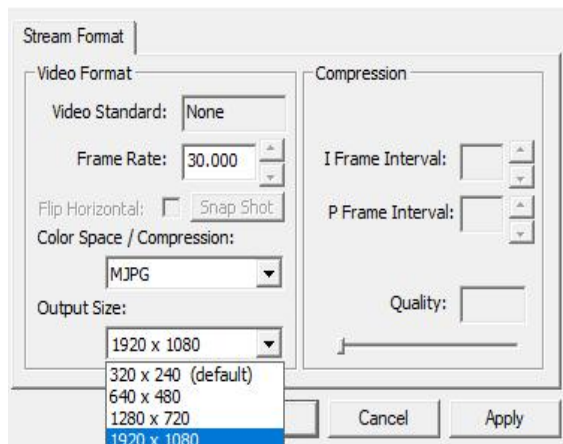 Stream Format
Video Format
Video Standard: None
Frame Rate: 30.000
Flip Horizontal: Snap Shot
Color Space / Compression:
MJPG
Output Size:
1920 x 1080
320 x 240 (default)
640 x 480
1280 x 720
1920 x 1080
Compression
I Frame Interval:
P Frame Interval:
Quality:
Cancel Apply